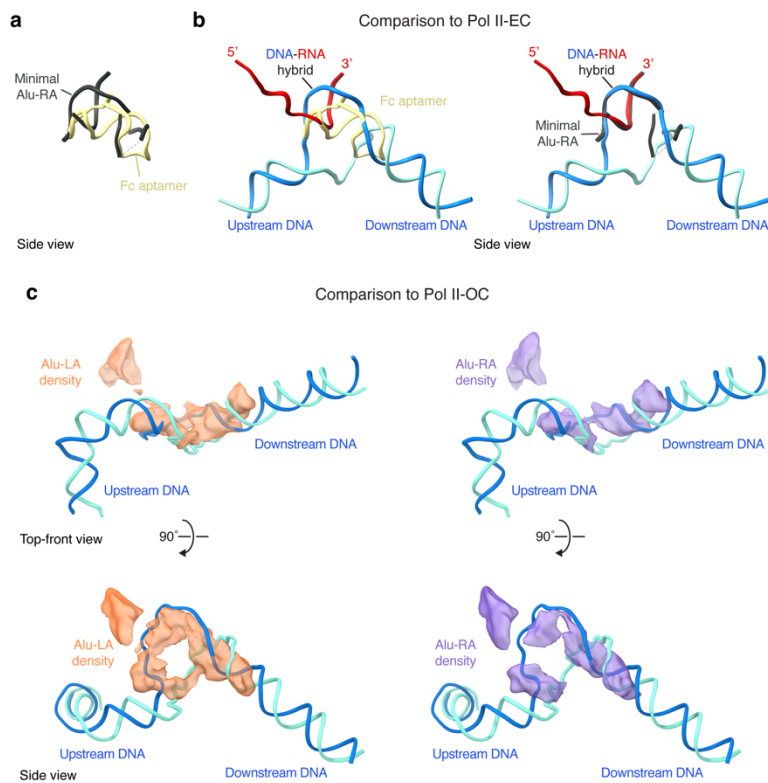 a
Minimal
Alu-RA
Fc aptamer
Side view
b
Comparison to Pol II-EC
5’
DNA-RNA
hybrid
3’
Fc aptamer
Upstream DNA
Downstream DNA
5’
DNA-RNA
hybrid
3’
Minimal
Alu-RA
Upstream DNA
Downstream DNA
Side view
c
Comparison to Pol II-OC
Alu-LA
density
Downstream DNA
Upstream DNA
Alu-RA
density
Downstream DNA
Upstream DNA
Top-front view
90°
90°
Alu-LA
density
Upstream DNA
Downstream DNA
Alu-RA
density
Upstream DNA
Downstream DNA
Side view